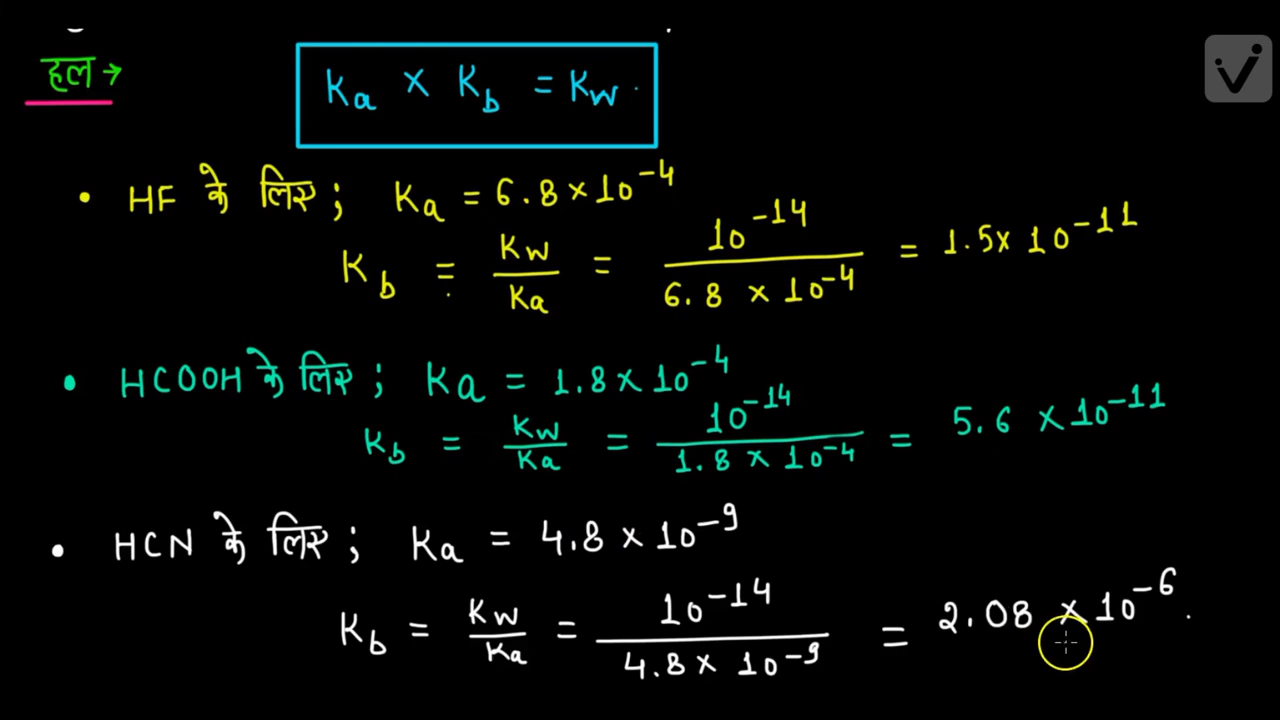 हल →
Ka × Kb = Kw.
• HF के लिए ; Ka = 6.8 × 10⁻⁴
Kb = Kw/Ka = 10⁻¹⁴/6.8 × 10⁻⁴ = 1.5 × 10⁻¹¹
• HCOOH के लिए ; Ka = 1.8 × 10⁻⁴
Kb = Kw/Ka = 10⁻¹⁴/1.8 × 10⁻⁴ = 5.6 × 10⁻¹¹
• HCN के लिए ; Ka = 4.8 × 10⁻⁹
Kb = Kw/Ka = 10⁻¹⁴/4.8 × 10⁻⁹ = 2.08 × 10⁻⁶.